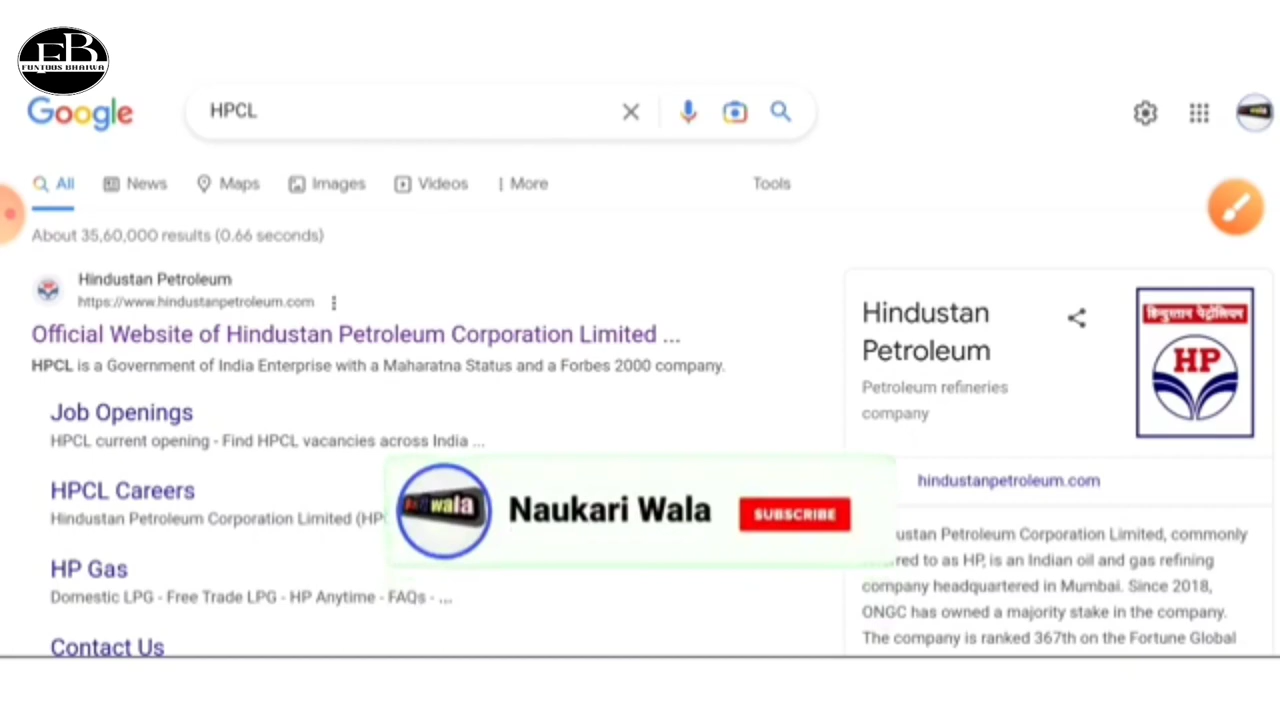 FB
FUNTOOS BHAIWA
Google
HPCL
All
News
Maps
Images
Videos
More
Tools
About 35,60,000 results (0.66 seconds)
Hindustan Petroleum
https://www.hindustanpetroleum.com
Official Website of Hindustan Petroleum Corporation Limited ...
HPCL is a Government of India Enterprise with a Maharatna Status and a Forbes 2000 company.
Job Openings
HPCL current opening - Find HPCL vacancies across India ...
HPCL Careers
Hindustan Petroleum Corporation Limited (HP
HP Gas
Domestic LPG - Free Trade LPG - HP Anytime - FAQs - ...
Contact Us
wala
Naukari Wala
SUBSCRIBE
Hindustan
Petroleum
Petroleum refineries
company
हिन्दुस्तान पेट्रोलियम
HP
hindustanpetroleum.com
ustan Petroleum Corporation Limited, commonly
red to as HP, is an Indian oil and gas refining
company headquartered in Mumbai. Since 2018,
ONGC has owned a majority stake in the company.
The company is ranked 367th on the Fortune Global